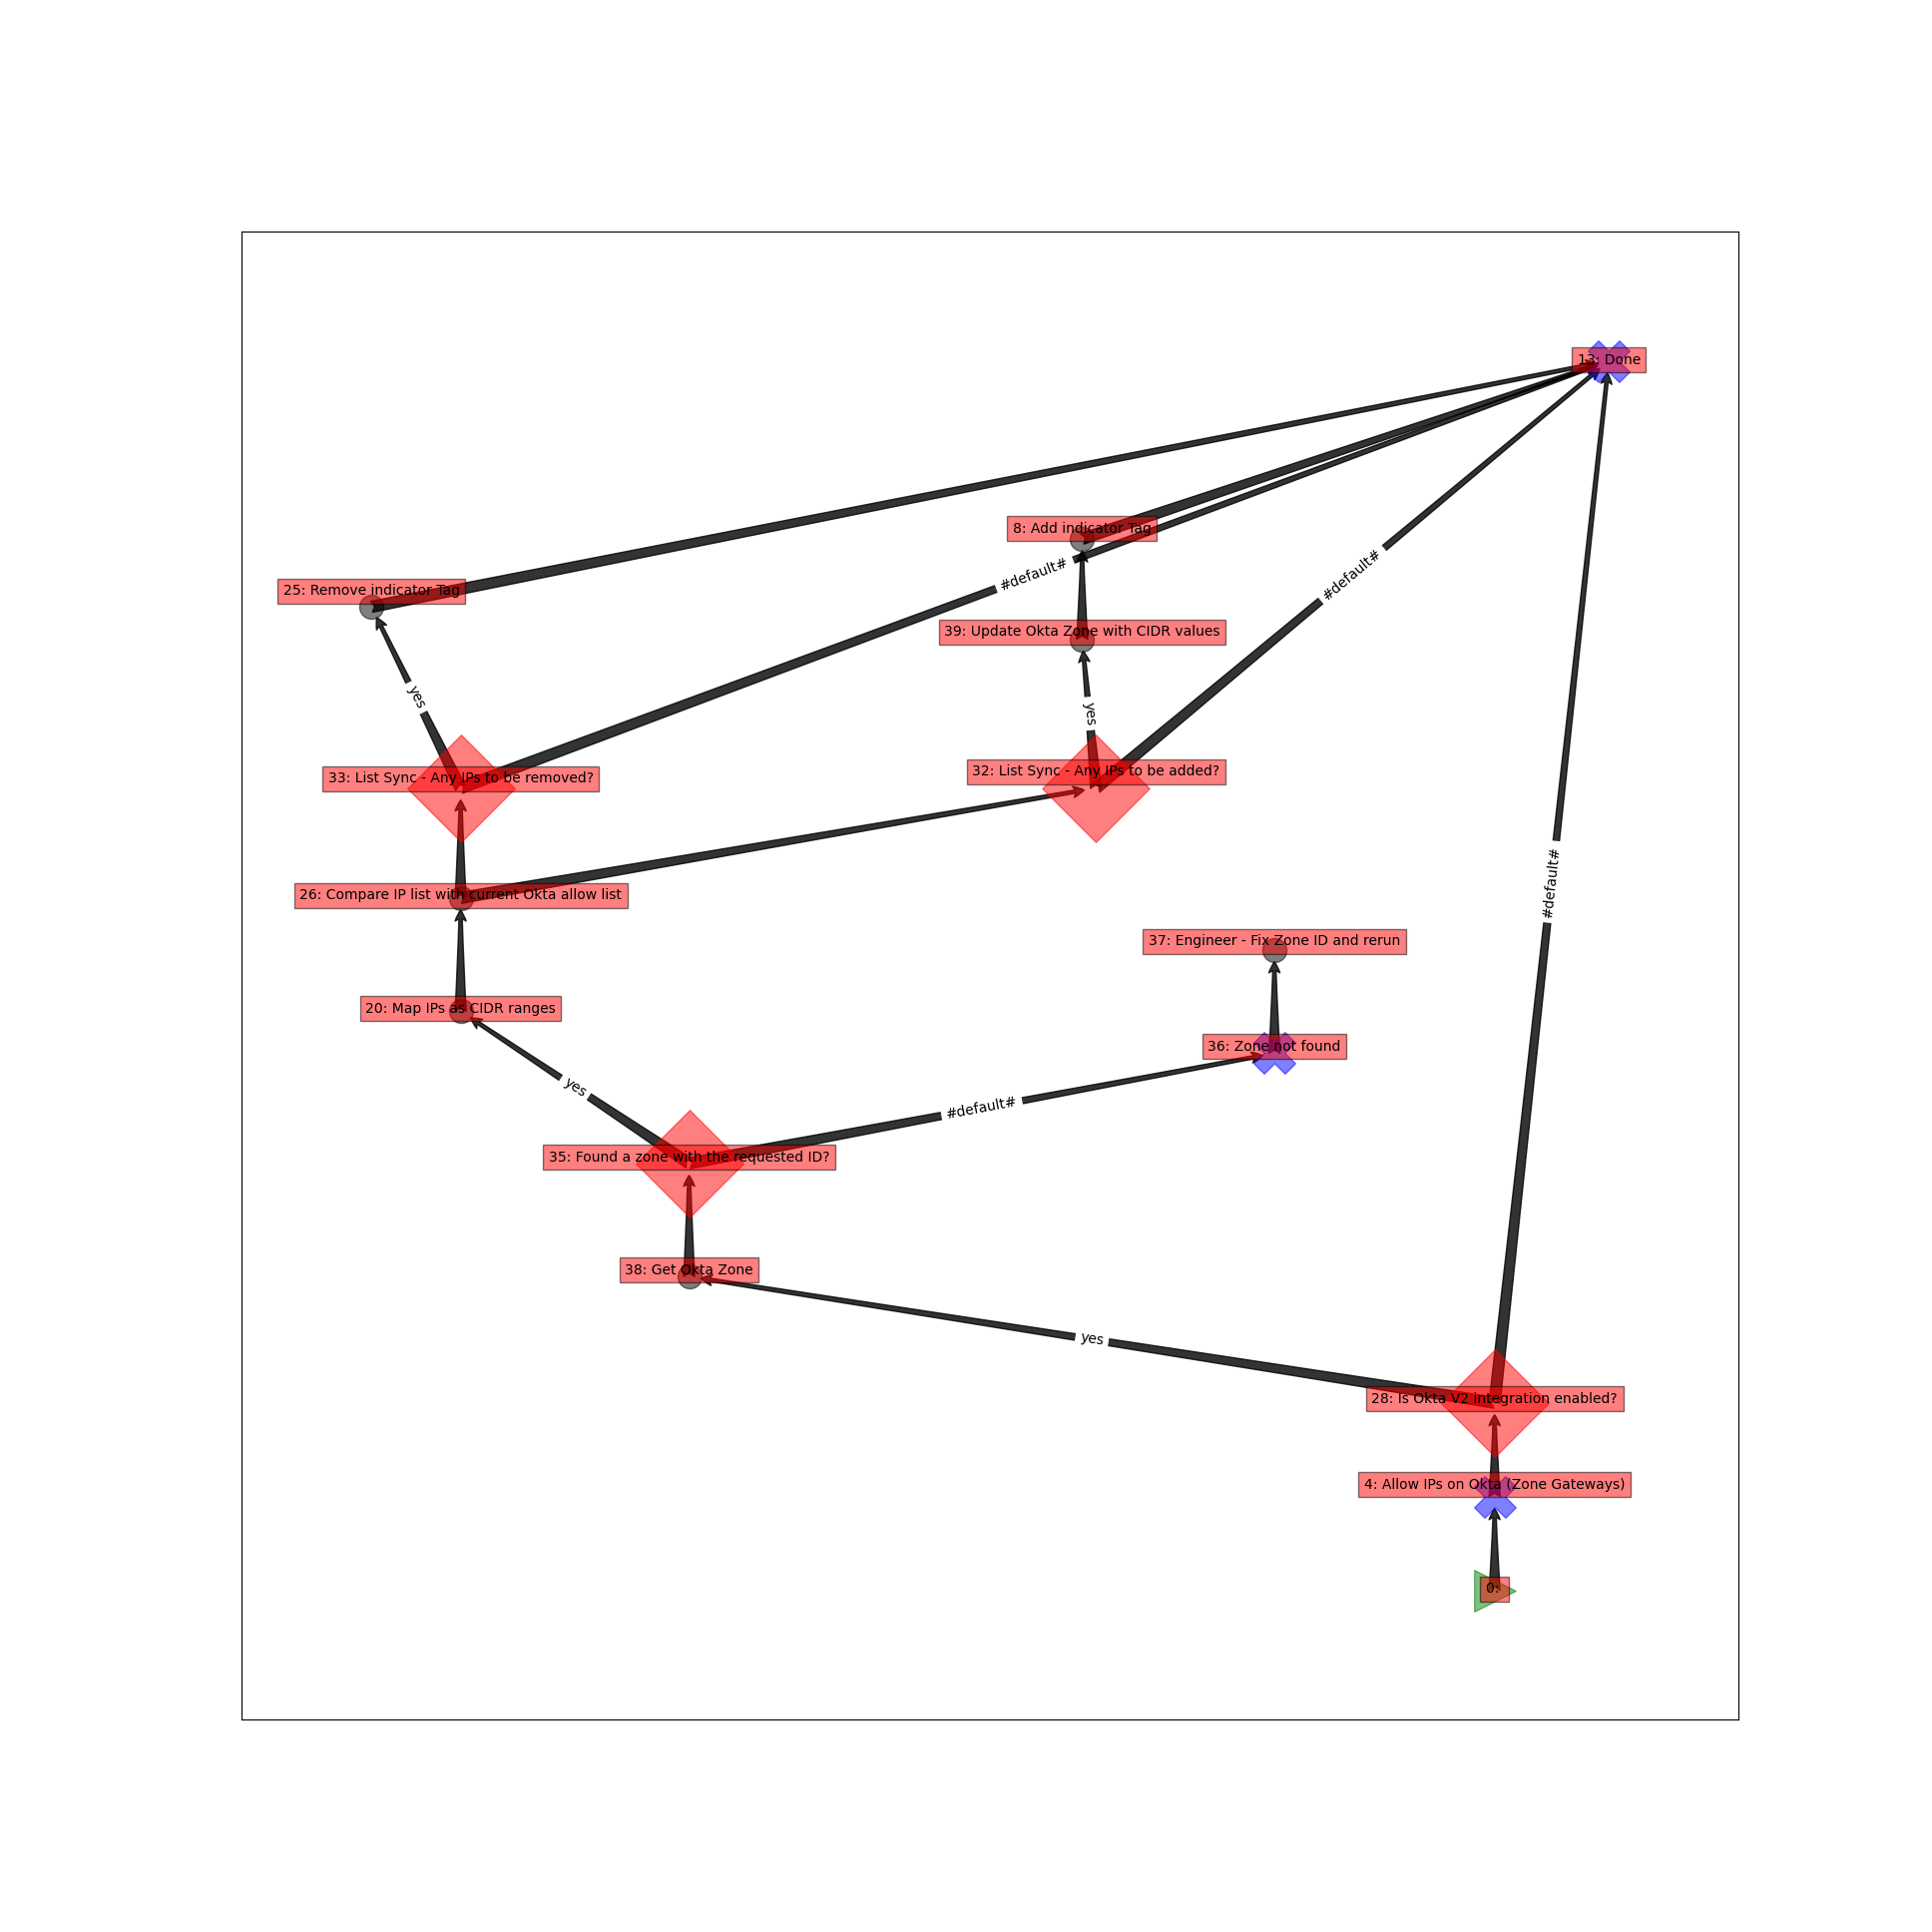 13: Done
8: Add indicator Tag
#default#
#default#
25: Remove indicator Tag
39: Update Okta Zone with CIDR values
yes
yes
33: List Sync - Any IPs to be removed?
32: List Sync - Any IPs to be added?
#default#
26: Compare IP list with current Okta allow list
37: Engineer - Fix Zone ID and rerun
20: Map IPs as CIDR ranges
36: Zone not found
yes
#default#
35: Found a zone with the requested ID?
38: Get Okta Zone
yes
28: Is Okta V2 integration enabled?
4: Allow IPs on Okta (Zone Gateways)
0: